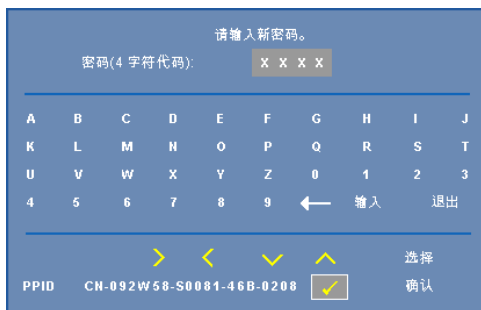 请输入新密码。
密码(4 字符代码): X X X X
A B C D E F G H I J
K L M N O P Q R S T
U V W X Y Z 0 1 2 3
4 5 6 7 8 9 ← 输入 退出
选择
PPID CN-092W58-S0081-46B-0208 ✓ 确认